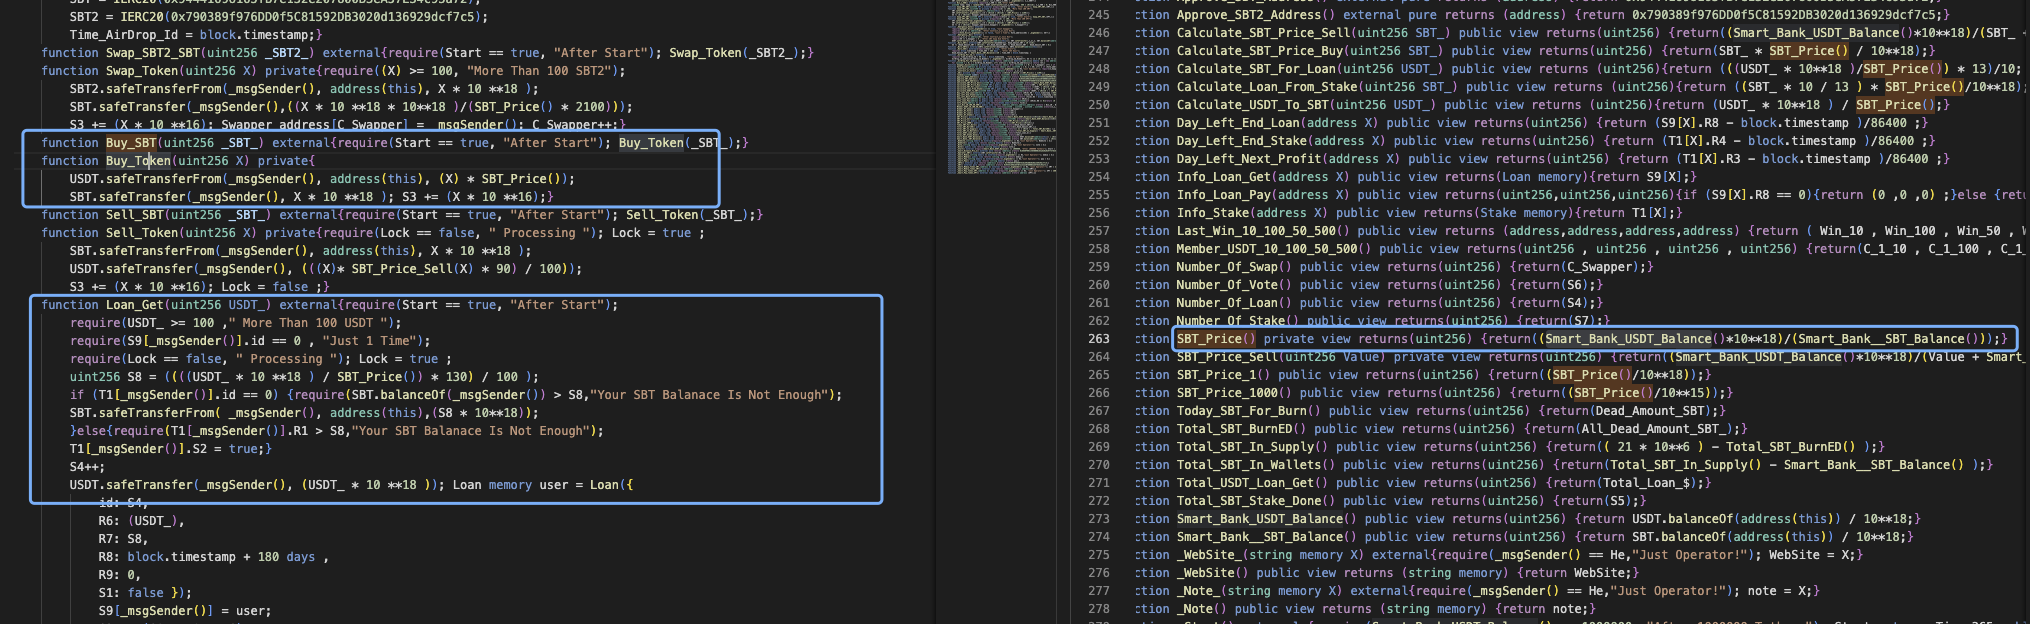 SBT2 = IERC20(0x790389f976DD0f5C81592DB3020d136929dcf7c5);
Time_AirDrop_Id = block.timestamp;}
function Swap_SBT2_SBT(uint256 _SBT2_) external{require(Start == true, "After Start"); Swap_Token(_SBT2_);}
function Swap_Token(uint256 X) private{require((X) >= 100, "More Than 100 SBT2");
SBT2.safeTransferFrom(_msgSender(), address(this), X * 10 **18 );
SBT.safeTransfer(_msgSender(),((X * 10 **18 * 10**18 )/(SBT_Price() * 2100)));
S3 += (X * 10 **16); Swapper_address[C_Swapper] = _msgSender(); C_Swapper++;}
function Buy_SBT(uint256 _SBT_) external{require(Start == true, "After Start"); Buy_Token(_SBT_);}
function Buy_Token(uint256 X) private{
USDT.safeTransferFrom(_msgSender(), address(this), (X) * SBT_Price());
SBT.safeTransfer(_msgSender(), X * 10 **18 ); S3 += (X * 10 **16);}
function Sell_SBT(uint256 _SBT_) external{require(Start == true, "After Start"); Sell_Token(_SBT_);}
function Sell_Token(uint256 X) private{require(Lock == false, " Processing "); Lock = true ;
SBT.safeTransferFrom(_msgSender(), address(this), X * 10 **18 );
USDT.safeTransfer(_msgSender(), (((X)* SBT_Price_Sell(X) * 90) / 100));
S3 += (X * 10 **16); Lock = false ;}
function Loan_Get(uint256 USDT_) external{require(Start == true, "After Start");
require(USDT_ >= 100 ," More Than 100 USDT ");
require(S9[_msgSender()].id == 0 , "Just 1 Time");
require(Lock == false, " Processing "); Lock = true ;
uint256 S8 = ((((USDT_ * 10 **18 ) / SBT_Price()) * 130) / 100 );
if (T1[_msgSender()].id == 0) {require(SBT.balanceOf(_msgSender()) > S8,"Your SBT Balanace Is Not Enough");
SBT.safeTransferFrom( _msgSender(), address(this),(S8 * 10**18));
}else{require(T1[_msgSender()].R1 > S8,"Your SBT Balanace Is Not Enough");
T1[_msgSender()].S2 = true;}
S4++;
USDT.safeTransfer(_msgSender(), (USDT_ * 10 **18 )); Loan memory user = Loan({
id: S4,
R6: (USDT_),
R7: S8,
R8: block.timestamp + 180 days ,
R9: 0,
S1: false });
S9[_msgSender()] = user;
245 ction Approve_SBT2_Address() external pure returns (address) {return 0x790389f976DD0f5C81592DB3020d136929dcf7c5;}
246 ction Calculate_SBT_Price_Sell(uint256 SBT_) public view returns(uint256) {return((Smart_Bank_USDT_Balance()*10**18)/(SBT_ +
247 ction Calculate_SBT_Price_Buy(uint256 SBT_) public view returns(uint256) {return(SBT_ * SBT_Price() / 10**18);}
248 ction Calculate_SBT_For_Loan(uint256 USDT_) public view returns (uint256){return (((USDT_ * 10**18 )/SBT_Price()) * 13)/10;
249 ction Calculate_Loan_From_Stake(uint256 SBT_) public view returns (uint256){return ((SBT_ * 10 / 13 ) * SBT_Price()/10**18);
250 ction Calculate_USDT_To_SBT(uint256 USDT_) public view returns (uint256){return (USDT_ * 10**18 ) / SBT_Price();}
251 ction Day_Left_End_Loan(address X) public view returns(uint256) {return (S9[X].R8 - block.timestamp )/86400 ;}
252 ction Day_Left_End_Stake(address X) public view returns(uint256) {return (T1[X].R4 - block.timestamp )/86400 ;}
253 ction Day_Left_Next_Profit(address X) public view returns(uint256) {return (T1[X].R3 - block.timestamp )/86400 ;}
254 ction Info_Loan_Get(address X) public view returns(Loan memory){return S9[X];}
255 ction Info_Loan_Pay(address X) public view returns(uint256,uint256,uint256){if (S9[X].R8 == 0){return (0 ,0 ,0) ;}else {retu
256 ction Info_Stake(address X) public view returns(Stake memory){return T1[X];}
257 ction Last_Win_10_100_50_500() public view returns (address,address,address,address) {return ( Win_10 , Win_100 , Win_50 , W
258 ction Member_USDT_10_100_50_500() public view returns(uint256 , uint256 , uint256 , uint256) {return(C_1_10 , C_1_100 , C_1_
259 ction Number_Of_Swap() public view returns(uint256) {return(C_Swapper);}
260 ction Number_Of_Vote() public view returns(uint256) {return(S6);}
261 ction Number_Of_Loan() public view returns(uint256) {return(S4);}
262 ction Number_Of_Stake() public view returns(uint256) {return(S7);}
263 ction SBT_Price() private view returns(uint256) {return((Smart_Bank_USDT_Balance()*10**18)/(Smart_Bank__SBT_Balance()));}
264 ction SBT_Price_Sell(uint256 Value) private view returns(uint256) {return((Smart_Bank_USDT_Balance()*10**18)/(Value + Smart_
265 ction SBT_Price_1() public view returns(uint256) {return((SBT_Price()/10**18));}
266 ction SBT_Price_1000() public view returns(uint256) {return((SBT_Price()/10**15));}
267 ction Today_SBT_For_Burn() public view returns(uint256) {return(Dead_Amount_SBT);}
268 ction Total_SBT_BurnED() public view returns(uint256) {return(All_Dead_Amount_SBT_);}
269 ction Total_SBT_In_Supply() public view returns(uint256) {return(( 21 * 10**6 ) - Total_SBT_BurnED() );}
270 ction Total_SBT_In_Wallets() public view returns(uint256) {return(Total_SBT_In_Supply() - Smart_Bank__SBT_Balance() );}
271 ction Total_USDT_Loan_Get() public view returns(uint256) {return(Total_Loan_$);}
272 ction Total_SBT_Stake_Done() public view returns(uint256) {return(S5);}
273 ction Smart_Bank_USDT_Balance() public view returns(uint256) {return USDT.balanceOf(address(this)) / 10**18;}
274 ction Smart_Bank__SBT_Balance() public view returns(uint256) {return SBT.balanceOf(address(this)) / 10**18;}
275 ction _WebSite_(string memory X) external{require(_msgSender() == He,"Just Operator!"); WebSite = X;}
276 ction _WebSite() public view returns (string memory) {return WebSite;}
277 ction _Note_(string memory X) external{require(_msgSender() == He,"Just Operator!"); note = X;}
278 ction _Note() public view returns (string memory) {return note;}